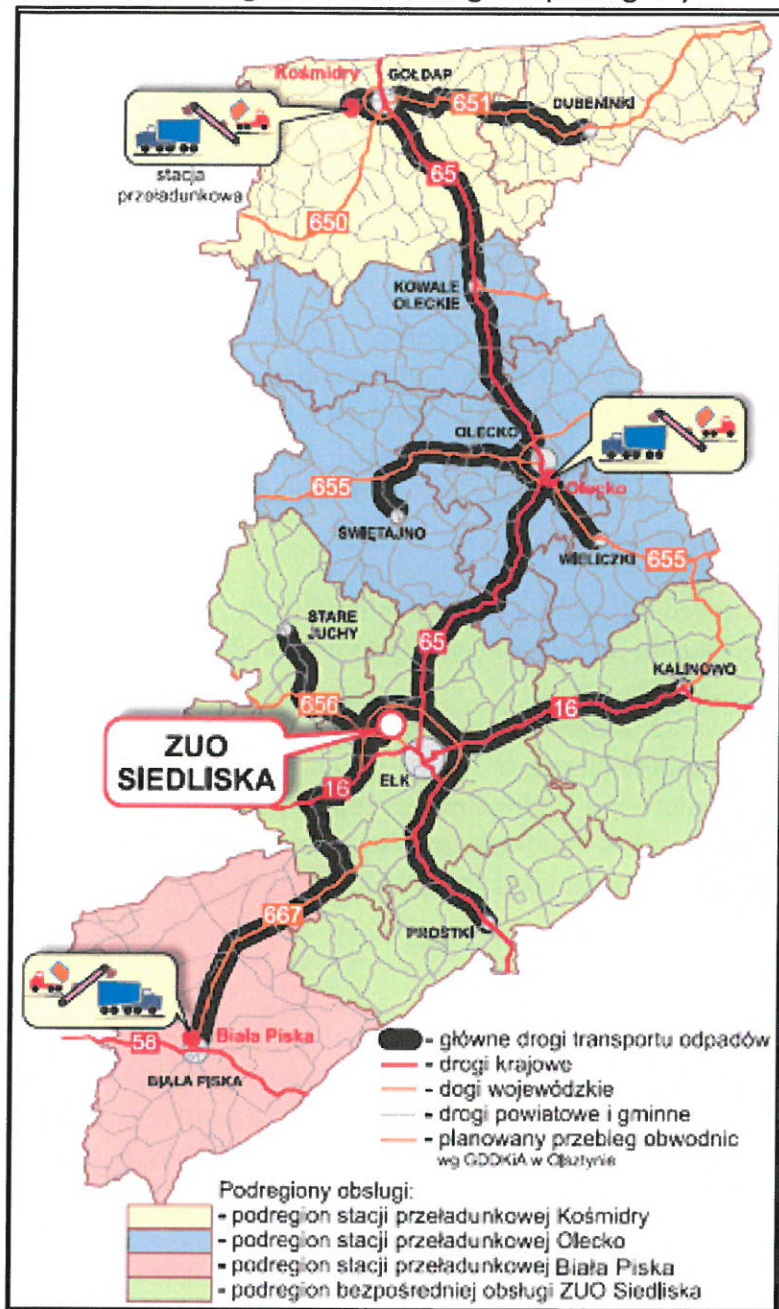 Kośmidry
GOŁDAP
651
DUBENINKI
stacja
przeładunkowa
65
650
KOWALE
OLECKIE
OLECKO
655
Olecko
ŚWIĘTAJNO
WIELICZKI
655
STARE
JUCHY
65
KALINOWO
656
16
ZUO
SIEDLISKA
EŁK
16
667
PROSTKI
58
Biała Piska
BIAŁA PISKA
- główne drogi transportu odpadów
- drogi krajowe
- dogi wojewódzkie
- drogi powiatowe i gminne
- planowany przebieg obwodnic
wg GDDKiA w Olsztynie
Podregiony obsługi:
- podregion stacji przeładunkowej Kośmidry
- podregion stacji przeładunkowej Olecko
- podregion stacji przeładunkowej Biała Piska
- podregion bezpośredniej obsługi ZUO Siedliska